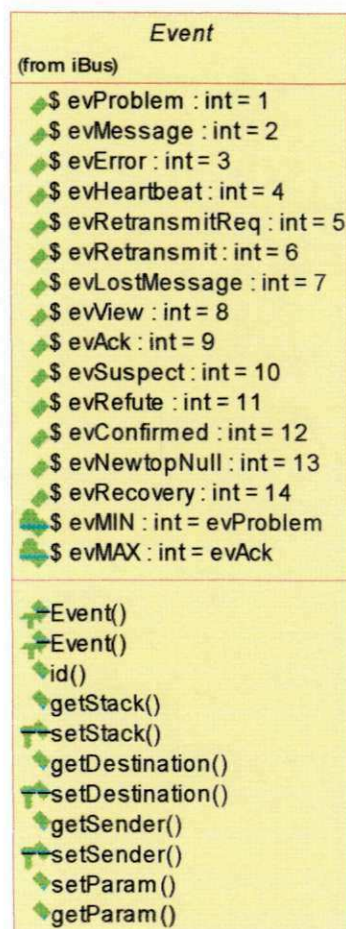 Event
(from iBus)
$ evProblem : int = 1
$ evMessage : int = 2
$ evError : int = 3
$ evHeartbeat : int = 4
$ evRetransmitReq : int = 5
$ evRetransmit : int = 6
$ evLostMessage : int = 7
$ evView : int = 8
$ evAck : int = 9
$ evSuspect : int = 10
$ evRefute : int = 11
$ evConfirmed : int = 12
$ evNewtopNull : int = 13
$ evRecovery : int = 14
$ evMIN : int = evProblem
$ evMAX : int = evAck
Event()
Event()
id()
getStack()
setStack()
getDestination()
setDestination()
getSender()
setSender()
setParam()
getParam()